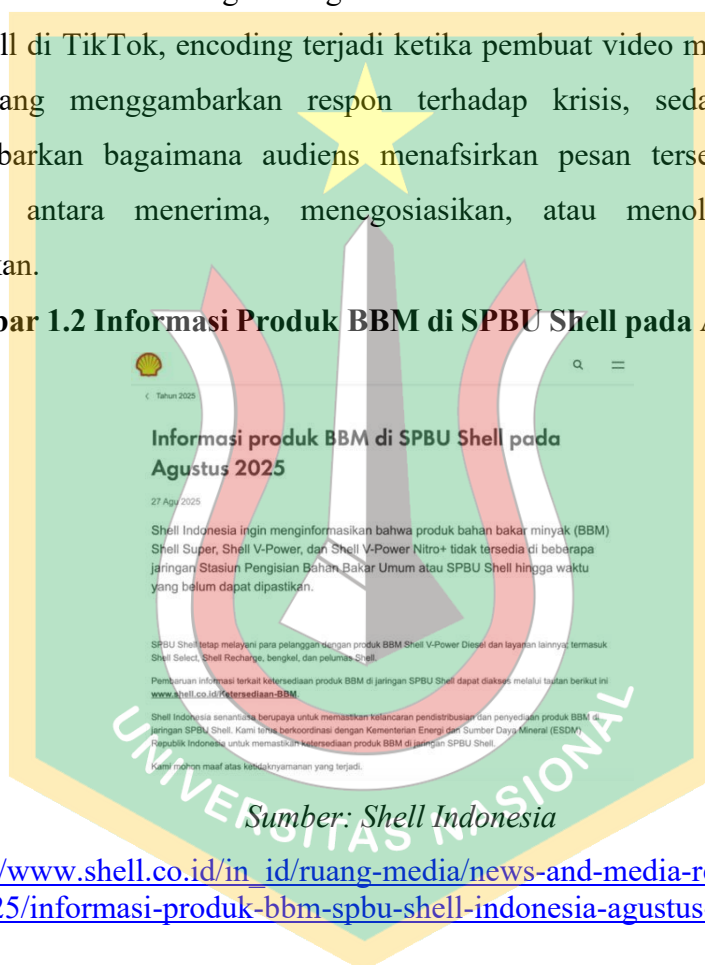 ll di TikTok, encoding terjadi ketika pembuat video m
ang menggambarkan respon terhadap krisis, seda
barkan bagaimana audiens menafsirkan pesan terse
antara menerima, menegosiasikan, atau menol
kan.
bar 1.2 Informasi Produk BBM di SPBU Shell pada A
Tahun 2025
Informasi produk BBM di SPBU Shell pada
Agustus 2025
27 Agu 2025
Shell Indonesia ingin menginformasikan bahwa produk bahan bakar minyak (BBM)
Shell Super, Shell V-Power, dan Shell V-Power Nitro+ tidak tersedia di beberapa
jaringan Stasiun Pengisian Bahan Bakar Umum atau SPBU Shell hingga waktu
yang belum dapat dipastikan.
SPBU Shell tetap melayani para pelanggan dengan produk BBM Shell V-Power Diesel dan layanan lainnya; termasuk
Shell Select, Shell Recharge, bengkel, dan pelumas Shell.
Pembaruan informasi terkait ketersediaan produk BBM di jaringan SPBU Shell dapat diakses melalui tautan berikut ini
www.shell.co.id/Ketersediaan-BBM.
Shell Indonesia senantiasa berupaya untuk memastikan kelancaran pendistribusian dan penyediaan produk BBM di
jaringan SPBU Shell. Kami terus berkoordinasi dengan Kementerian Energi dan Sumber Daya Mineral (ESDM)
Republik Indonesia untuk memastikan ketersediaan produk BBM di jaringan SPBU Shell.
Kami mohon maaf atas ketidaknyamanan yang terjadi.
UNIVERSITAS NASIONAL
Sumber: Shell Indonesia
/www.shell.co.id/in_id/ruang-media/news-and-media-re
25/informasi-produk-bbm-spbu-shell-indonesia-agustus-